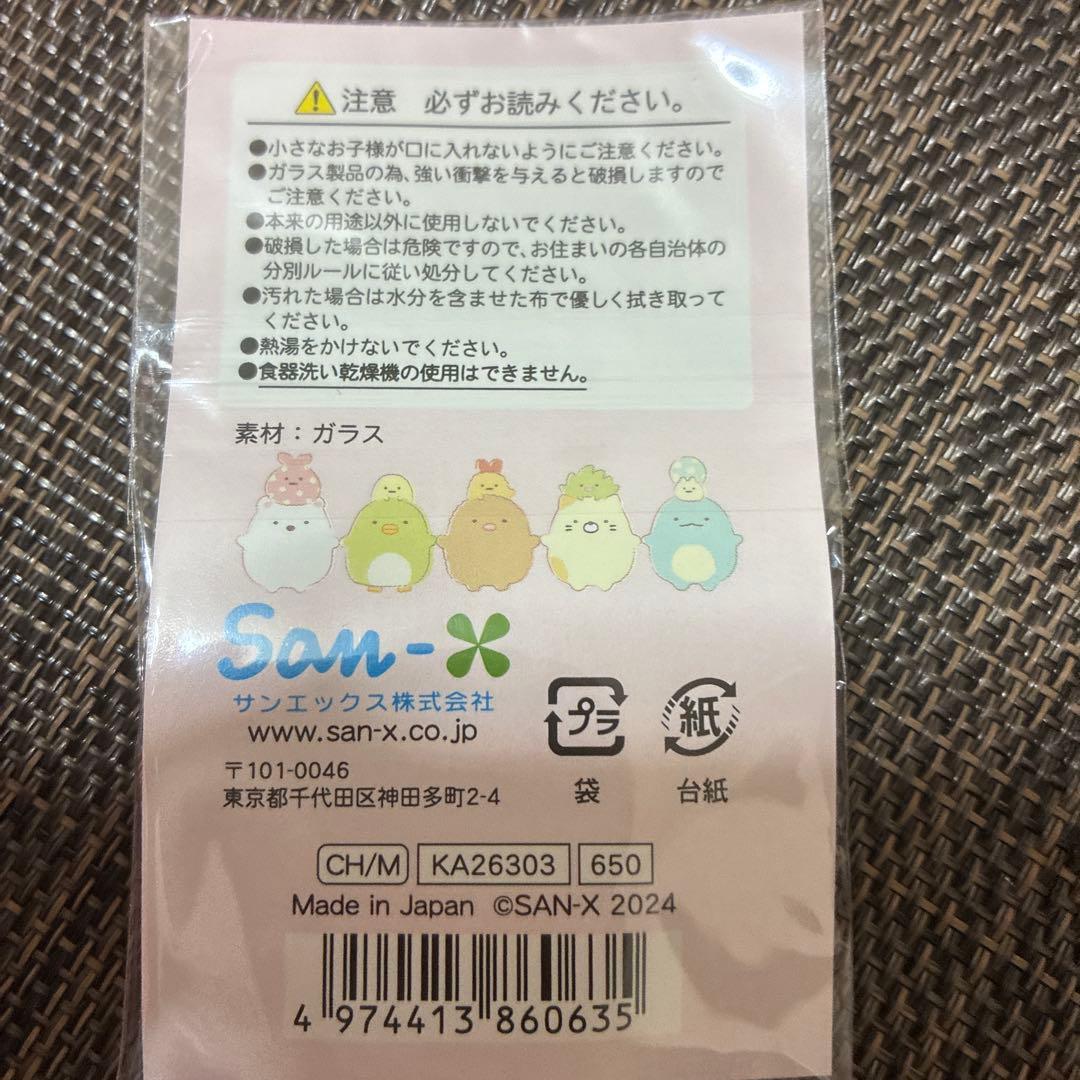 注意 必ずお読みください。
●小さなお子様が口に入れないようにご注意ください。
●ガラス製品の為、強い衝撃を与えると破損しますので
ご注意ください。
●本来の用途以外に使用しないでください。
●破損した場合は危険ですので、お住まいの各自治体の
分別ルールに従い処分してください。
●汚れた場合は水分を含ませた布で優しく拭き取って
ください。
●熱湯をかけないでください。
●食器洗い乾燥機の使用はできません。
素材：ガラス
San-X
サンエックス株式会社
www.san-x.co.jp
〒101-0046
東京都千代田区神田多町2-4
プラ
袋
紙
台紙
CH/M KA26303 650
Made in Japan ©SAN-X 2024
4 974413 860635